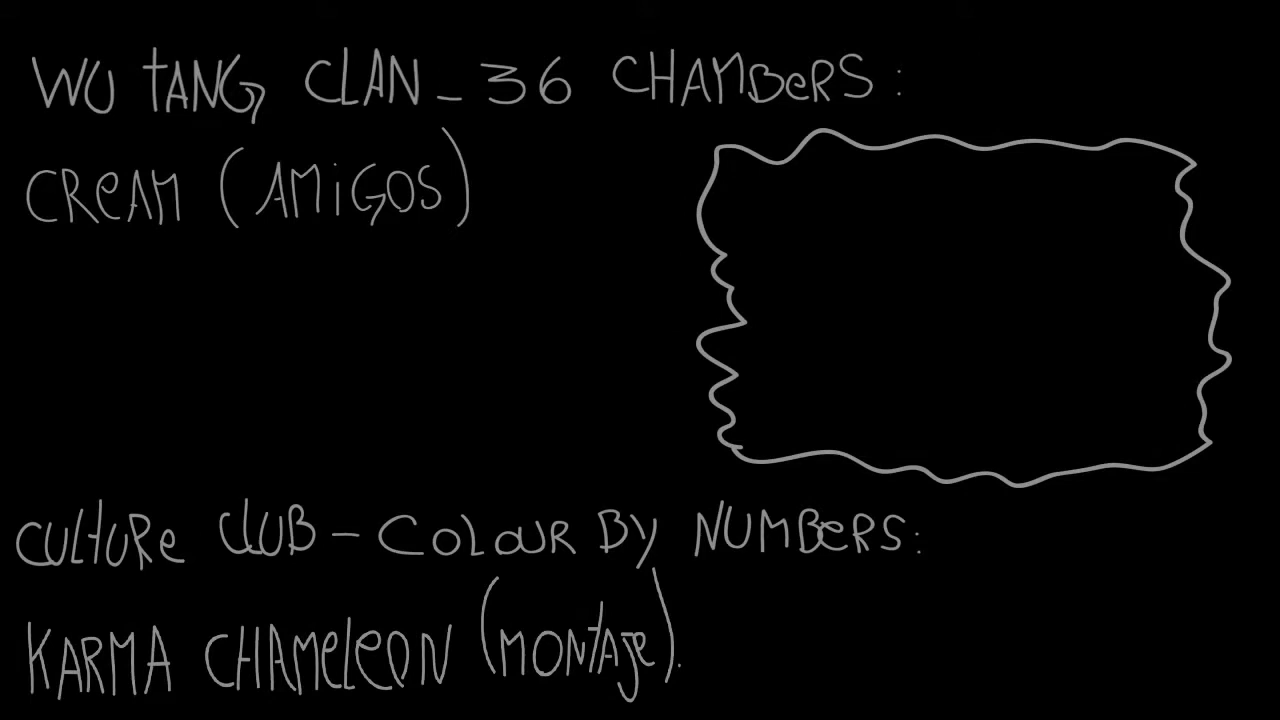 WU TANG CLAN - 36 CHAMBERS:
CREAM (AMIGOS)
CULTURE CLUB - COLOUR BY NUMBERS:
KARMA CHAMELEON (MONTAGE).